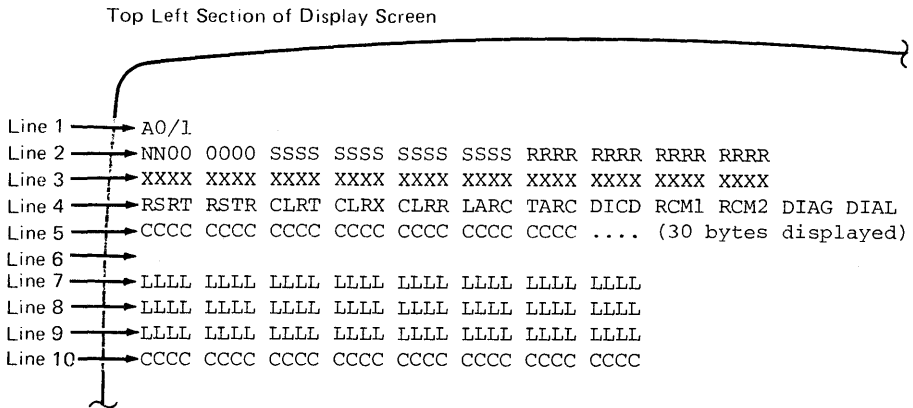 Top Left Section of Display Screen
Line 1 A0/1
Line 2 NN00 0000 SSSS SSSS SSSS SSSS RRRR RRRR RRRR RRRR
Line 3 XXXX XXXX XXXX XXXX XXXX XXXX XXXX XXXX XXXX XXXX
Line 4 RSRT RSTR CLRT CLRX CLRR LARC TARC DICD RCM1 RCM2 DIAG DIAL
Line 5 CCCC CCCC CCCC CCCC CCCC CCCC CCCC .... (30 bytes displayed)
Line 6
Line 7 LLLL LLLL LLLL LLLL LLLL LLLL LLLL LLLL
Line 8 LLLL LLLL LLLL LLLL LLLL LLLL LLLL LLLL
Line 9 LLLL LLLL LLLL LLLL LLLL LLLL LLLL LLLL
Line 10 CCCC CCCC CCCC CCCC CCCC CCCC CCCC CCCC